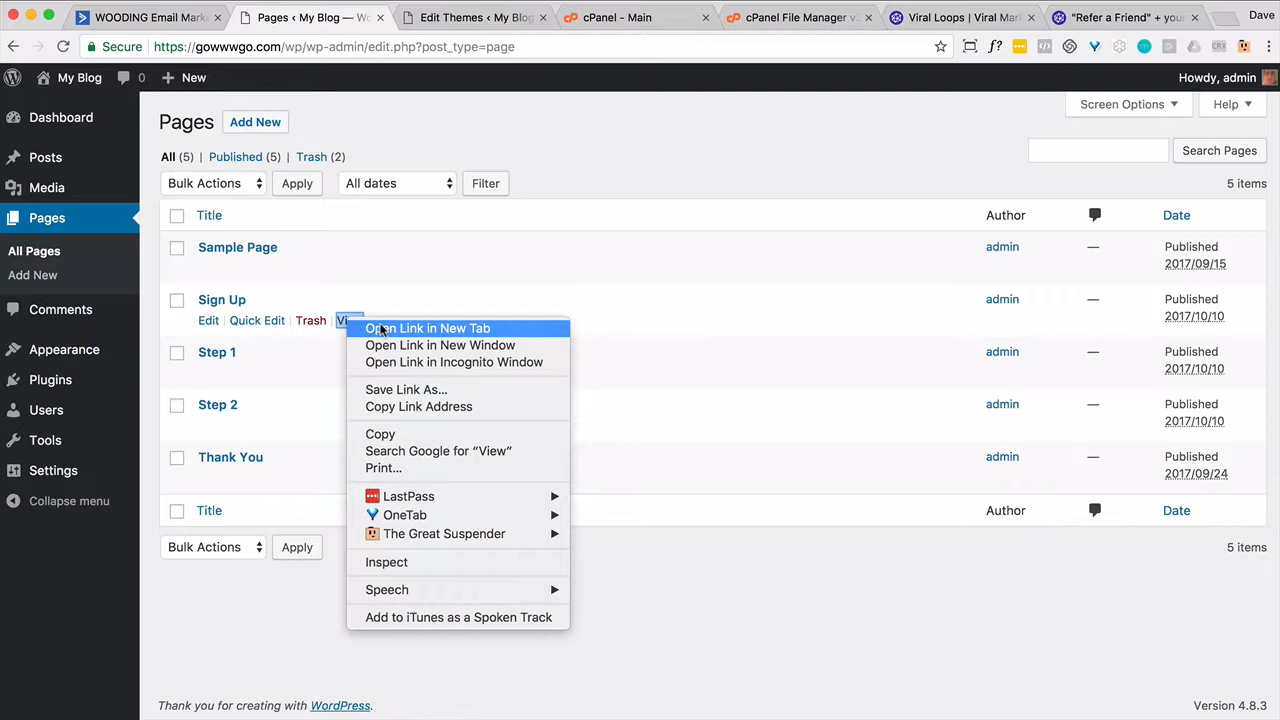 WOODING Email Marke
Pages ‹ My Blog — Wo
Edit Themes ‹ My Blog
cPanel - Main
cPanel File Manager v3
Viral Loops | Viral Mark
"Refer a Friend" + your
Dave
Secure
https://gowwwgo.com/wp/wp-admin/edit.php?post_type=page
My Blog
0
New
Howdy, admin
Dashboard
Posts
Media
Pages
All Pages
Add New
Comments
Appearance
Plugins
Users
Tools
Settings
Collapse menu
Pages
Add New
Screen Options
Help
All (5) | Published (5) | Trash (2)
Search Pages
Bulk Actions
Apply
All dates
Filter
5 items
Title
Author
Date
Sample Page
admin
—
Published
2017/09/15
Sign Up
Edit | Quick Edit | Trash |
admin
—
Published
2017/10/10
Step 1
admin
—
Published
2017/10/10
Step 2
admin
—
Published
2017/10/10
Thank You
admin
—
Published
2017/09/24
Title
Author
Date
Bulk Actions
Apply
5 items
Open Link in New Tab
Open Link in New Window
Open Link in Incognito Window
Save Link As...
Copy Link Address
Copy
Search Google for “View”
Print...
LastPass
OneTab
The Great Suspender
Inspect
Speech
Add to iTunes as a Spoken Track
Thank you for creating with WordPress.
Version 4.8.3